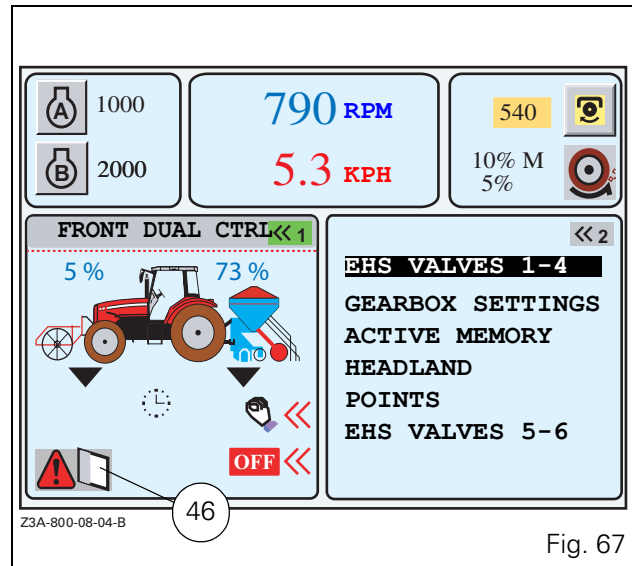 A 1000
B 2000
790 RPM
5.3 KPH
540
10% M
5%
FRONT DUAL CTRL 1
5 %
73 %
OFF
46
2
EHS VALVES 1-4
GEARBOX SETTINGS
ACTIVE MEMORY
HEADLAND
POINTS
EHS VALVES 5-6
Z3A-800-08-04-B
Fig. 67